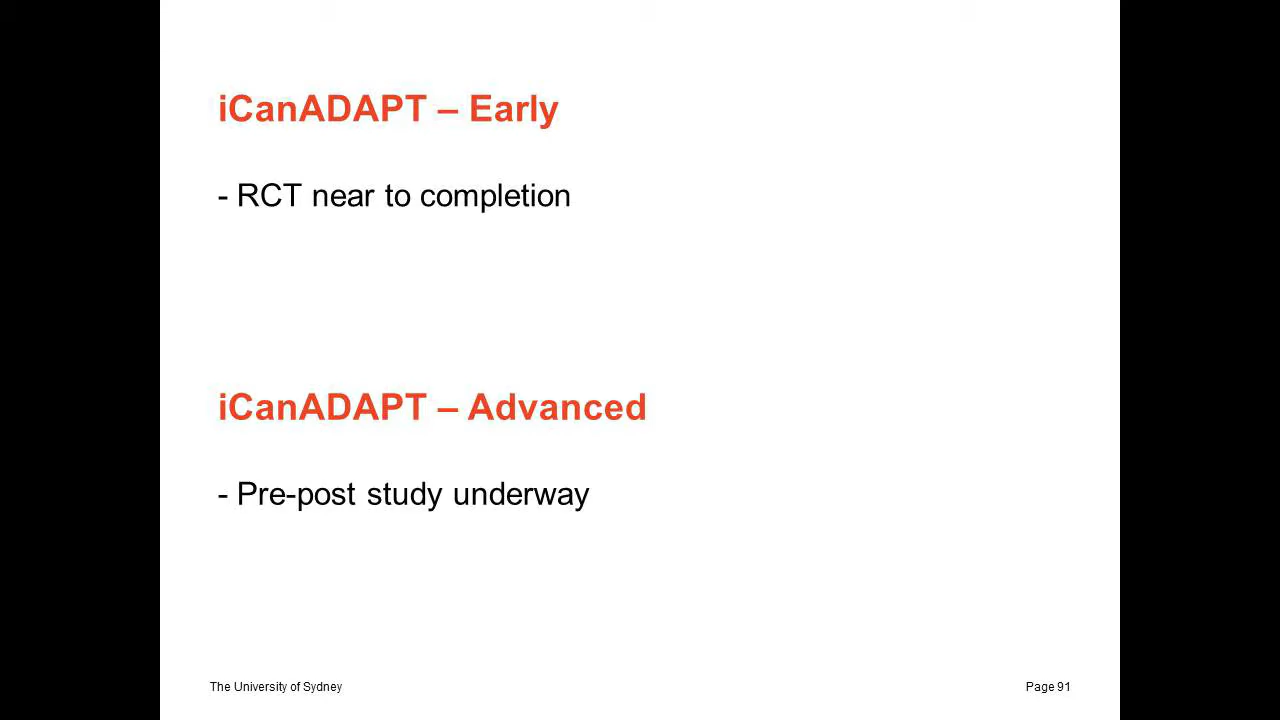 iCanADAPT – Early
- RCT near to completion
iCanADAPT – Advanced
- Pre-post study underway
The University of Sydney
Page 91